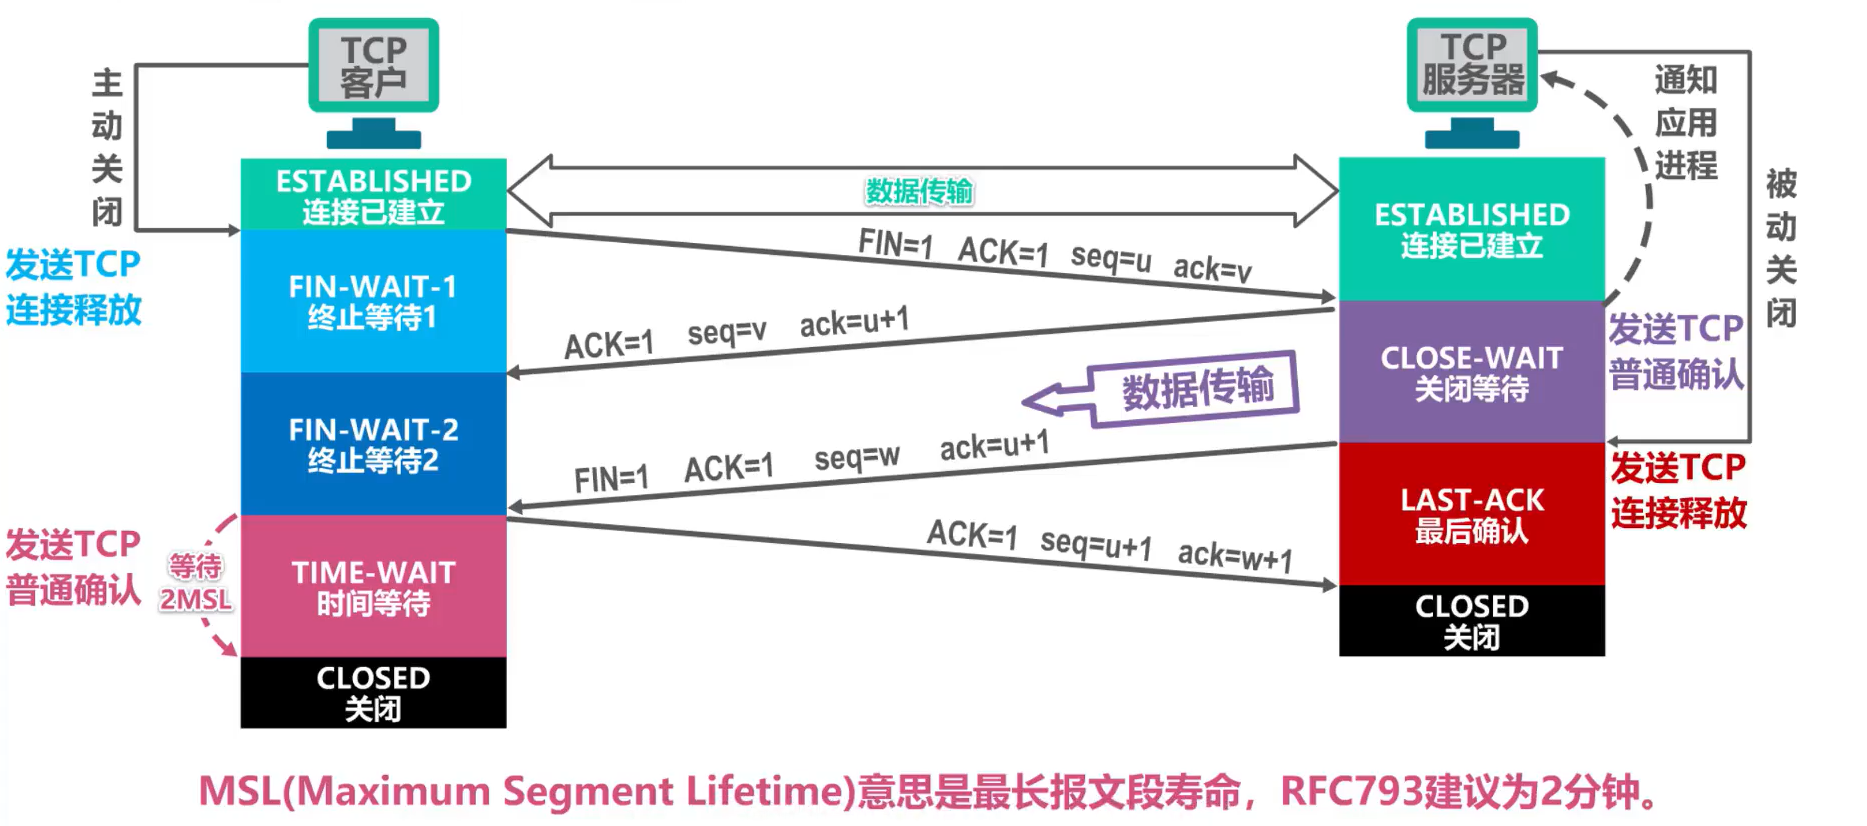 TCP
客户
TCP
服务器
主动关闭
通知
应用
进程
被动关闭
ESTABLISHED
连接已建立
数据传输
ESTABLISHED
连接已建立
FIN=1 ACK=1 seq=u ack=v
发送TCP
连接释放
FIN-WAIT-1
终止等待1
ACK=1 seq=v ack=u+1
发送TCP
普通确认
CLOSE-WAIT
关闭等待
数据传输
FIN-WAIT-2
终止等待2
FIN=1 ACK=1 seq=w ack=u+1
发送TCP
连接释放
LAST-ACK
最后确认
ACK=1 seq=u+1 ack=w+1
发送TCP
普通确认
等待
2MSL
TIME-WAIT
时间等待
CLOSED
关闭
CLOSED
关闭
MSL(Maximum Segment Lifetime)意思是最长报文段寿命，RFC793建议为2分钟。